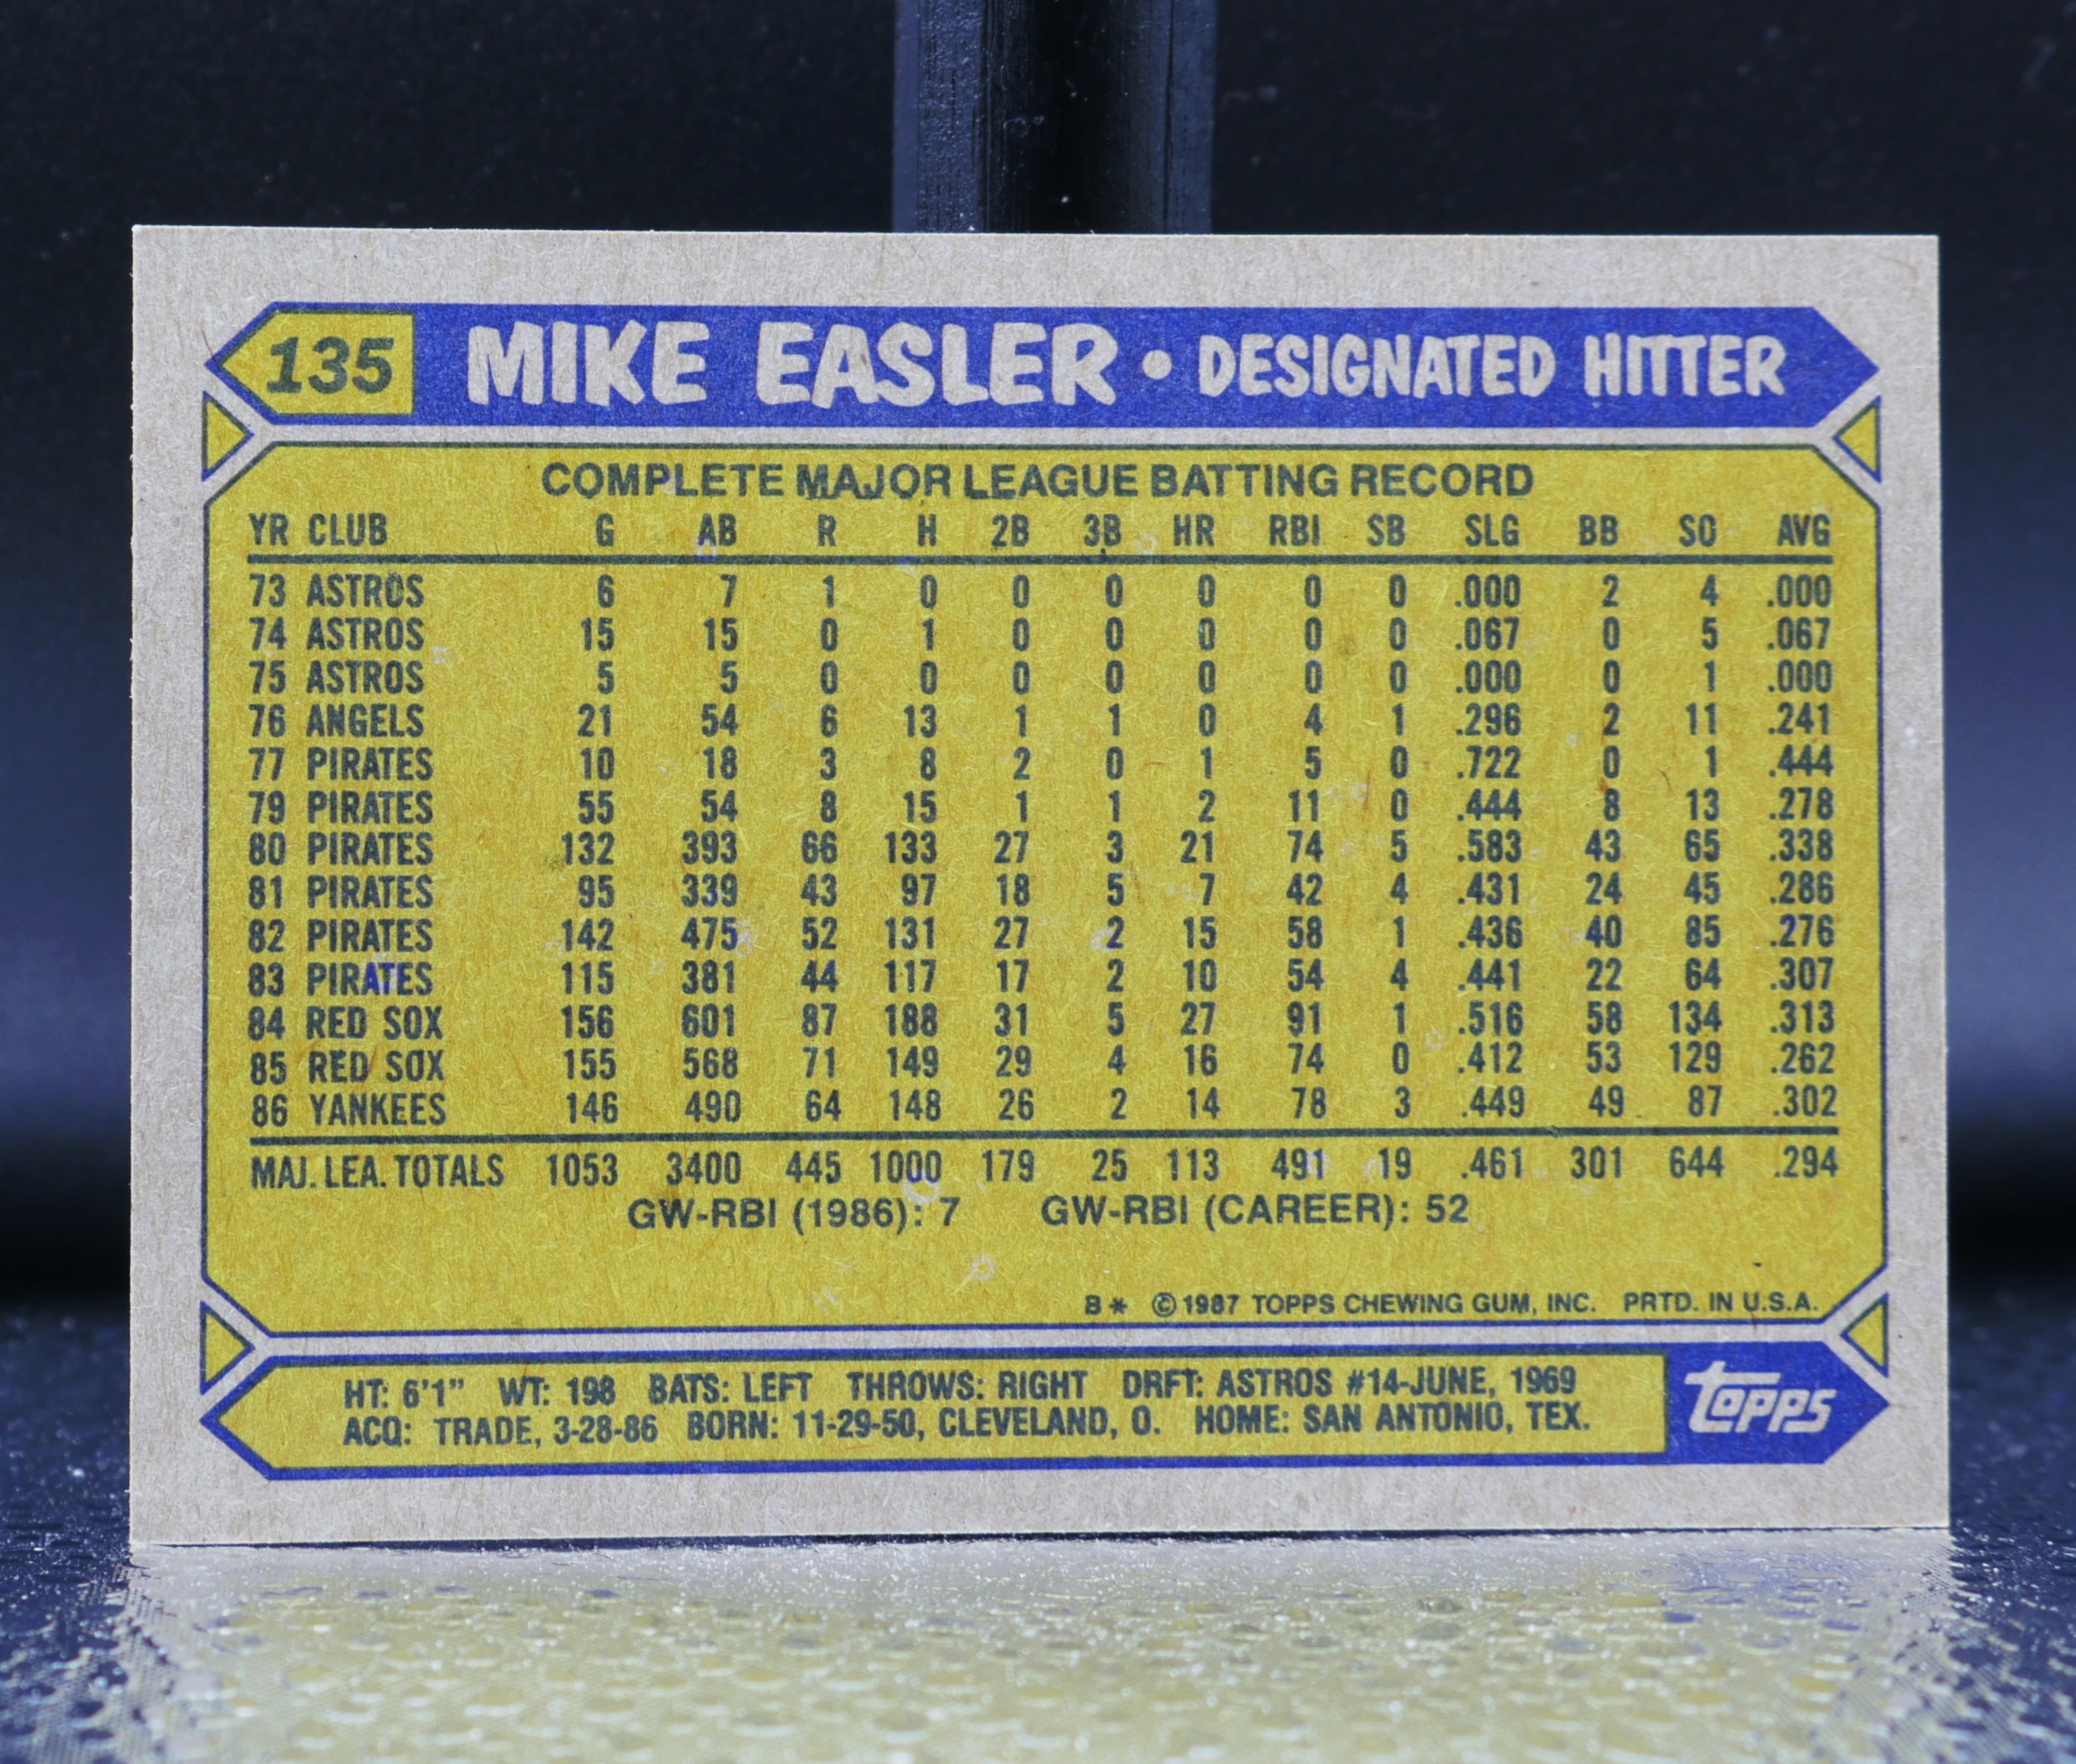 135 MIKE EASLER • DESIGNATED HITTER
COMPLETE MAJOR LEAGUE BATTING RECORD
YR CLUB G AB R H 2B 3B HR RBI SB SLG BB SO AVG
73 ASTROS 6 7 1 0 0 0 0 0 0 .000 2 4 .000
74 ASTROS 15 15 0 1 0 0 0 0 0 .067 0 5 .067
75 ASTROS 5 5 0 0 0 0 0 0 0 .000 0 1 .000
76 ANGELS 21 54 6 13 1 1 0 4 1 .296 2 11 .241
77 PIRATES 10 18 3 8 2 0 1 5 0 .722 0 1 .444
79 PIRATES 55 54 8 15 1 1 2 11 0 .444 8 13 .278
80 PIRATES 132 393 66 133 27 3 21 74 5 .583 43 65 .338
81 PIRATES 95 339 43 97 18 5 7 42 4 .431 24 45 .286
82 PIRATES 142 475 52 131 27 2 15 58 1 .436 40 85 .276
83 PIRATES 115 381 44 117 17 2 10 54 4 .441 22 64 .307
84 RED SOX 156 601 87 188 31 5 27 91 1 .516 58 134 .313
85 RED SOX 155 568 71 149 29 4 16 74 0 .412 53 129 .262
86 YANKEES 146 490 64 148 26 2 14 78 3 .449 49 87 .302
MAJ. LEA. TOTALS 1053 3400 445 1000 179 25 113 491 19 .461 301 644 .294
GW-RBI (1986): 7 GW-RBI (CAREER): 52
B* © 1987 TOPPS CHEWING GUM, INC. PRTD. IN U.S.A.
HT: 6'1" WT: 198 BATS: LEFT THROWS: RIGHT DRFT: ASTROS #14-JUNE, 1969
ACQ: TRADE, 3-28-86 BORN: 11-29-50, CLEVELAND, O. HOME: SAN ANTONIO, TEX.
topps